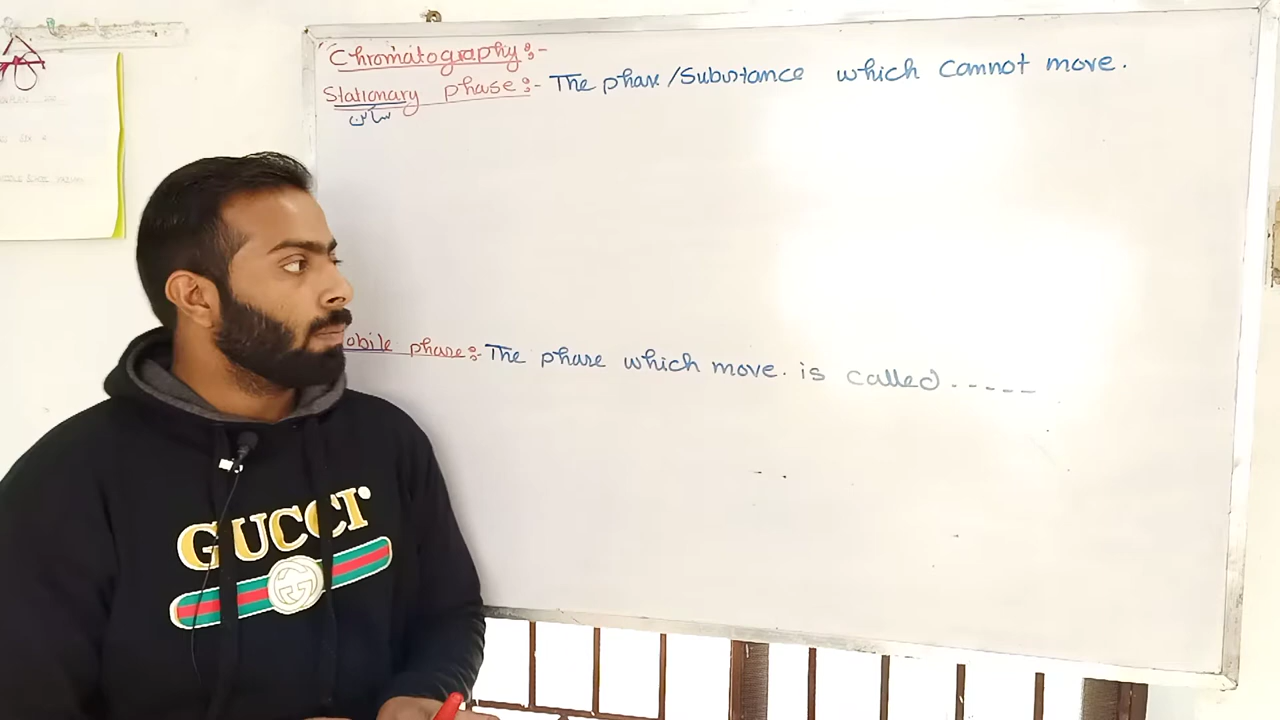 Chromatography:-
Stationary phase:- The phase/Substance which cannot move.
ساکن
obile phase:- The phase which move. is called -----
GUCCI